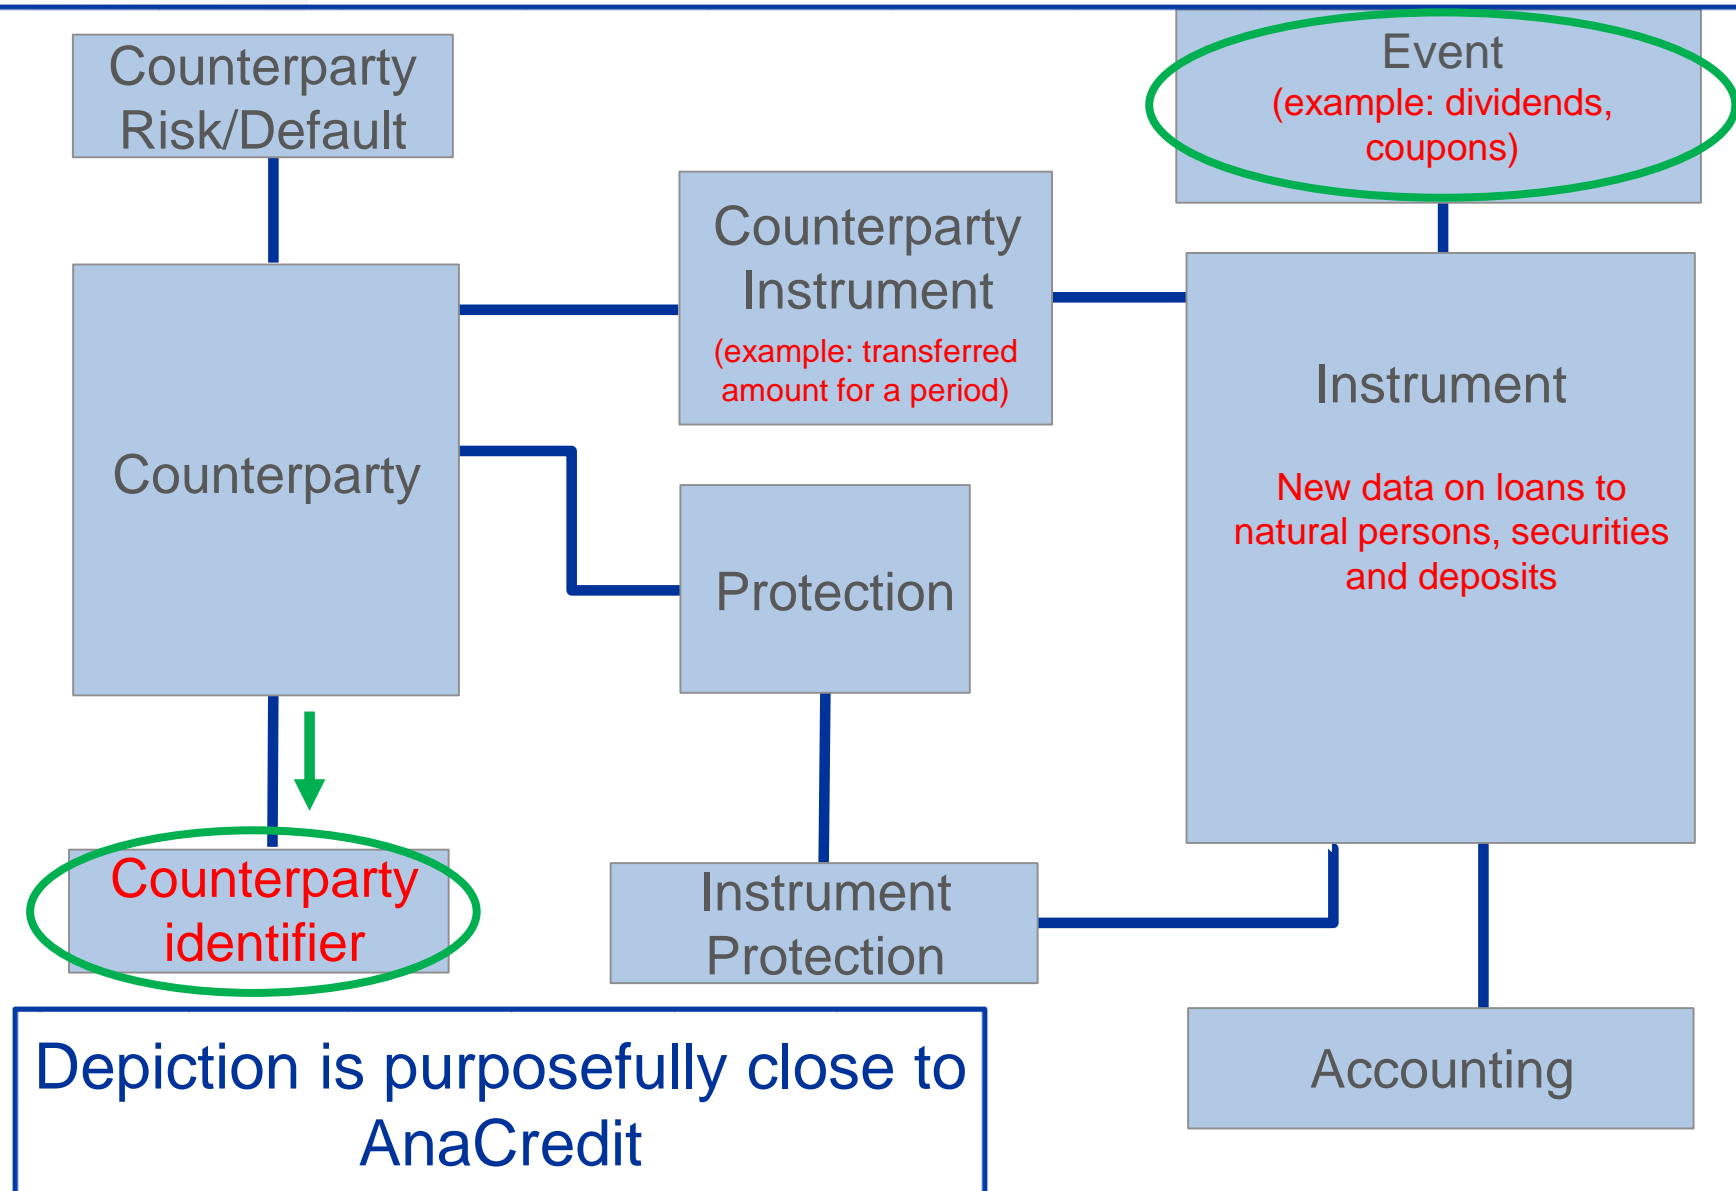 Counterparty
Risk/Default
Event
(example: dividends,
coupons)
Counterparty
Instrument
(example: transferred
amount for a period)
Counterparty
Instrument
New data on loans to
natural persons, securities
and deposits
Protection
Counterparty
identifier
Instrument
Protection
Depiction is purposefully close to
AnaCredit
Accounting